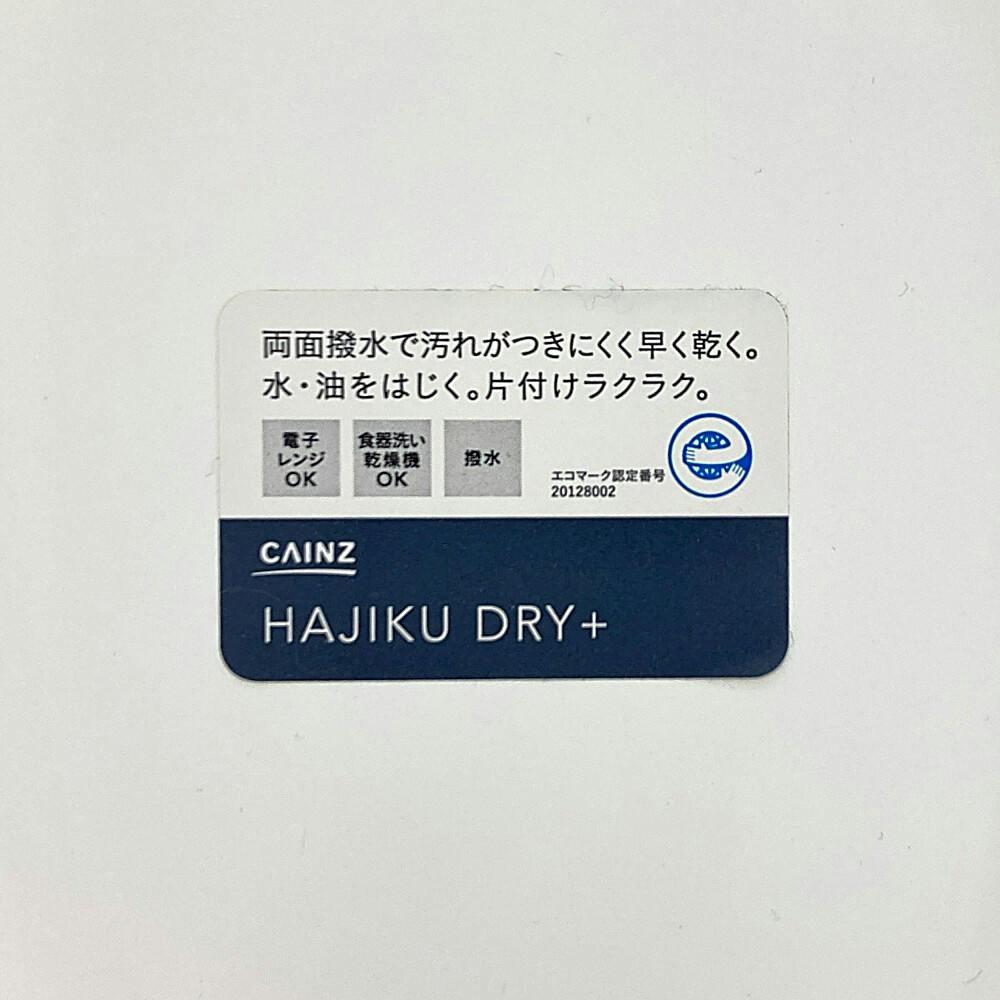 両面撥水で汚れがつきにくく早く乾く。
水・油をはじく。片付けラクラク。
電子
レンジ
OK
食器洗い
乾燥機
OK
撥水
エコマーク認定番号
20128002
CAINZ
HAJIKU DRY+